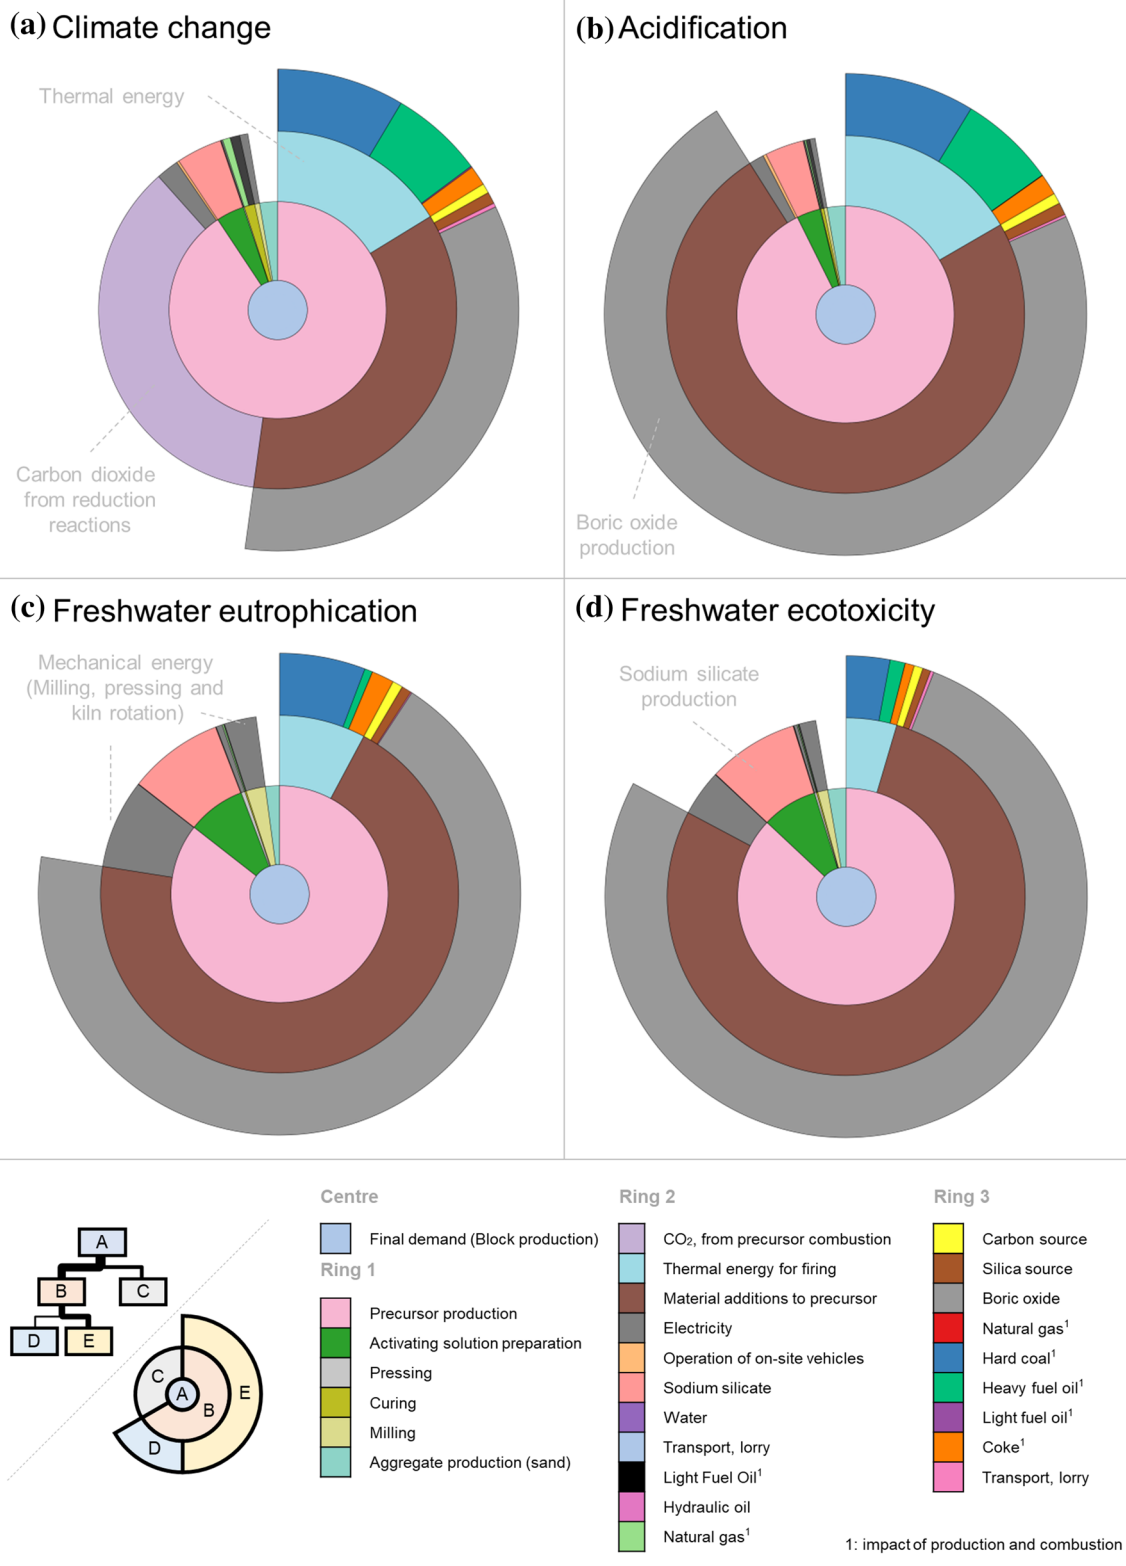 (a) Climate change
Thermal energy
Carbon dioxide
from reduction
reactions
(b) Acidification
Boric oxide
production
(c) Freshwater eutrophication
Mechanical energy
(Milling, pressing and
kiln rotation)
(d) Freshwater ecotoxicity
Sodium silicate
production
A
B
C
D
E
C
A
B
E
D
Centre
Final demand (Block production)
Ring 1
Precursor production
Activating solution preparation
Pressing
Curing
Milling
Aggregate production (sand)
Ring 2
CO₂, from precursor combustion
Thermal energy for firing
Material additions to precursor
Electricity
Operation of on-site vehicles
Sodium silicate
Water
Transport, lorry
Light Fuel Oil¹
Hydraulic oil
Natural gas¹
Ring 3
Carbon source
Silica source
Boric oxide
Natural gas¹
Hard coal¹
Heavy fuel oil¹
Light fuel oil¹
Coke¹
Transport, lorry
1: impact of production and combustion